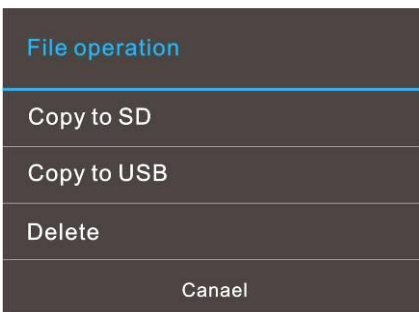 File operation
Copy to SD
Copy to USB
Delete
Canael